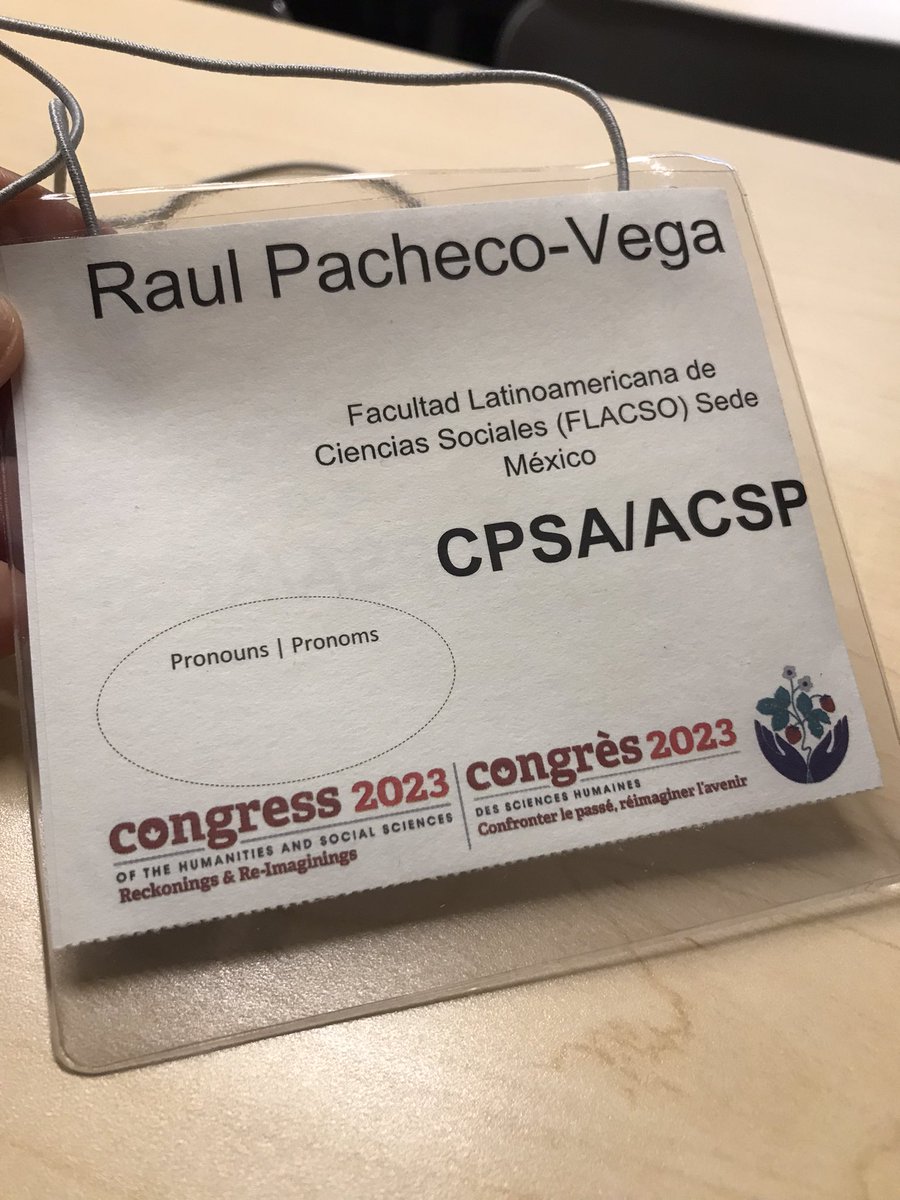 Raul Pacheco-Vega
Facultad Latinoamericana de
Ciencias Sociales (FLACSO) Sede
México
CPSA/ACSP
Pronouns | Pronoms
congress 2023
OF THE HUMANITIES AND SOCIAL SCIENCES
Reckonings & Re-Imaginings
congrès 2023
DES SCIENCES HUMAINES
Confronter le passé, réimaginer l'avenir